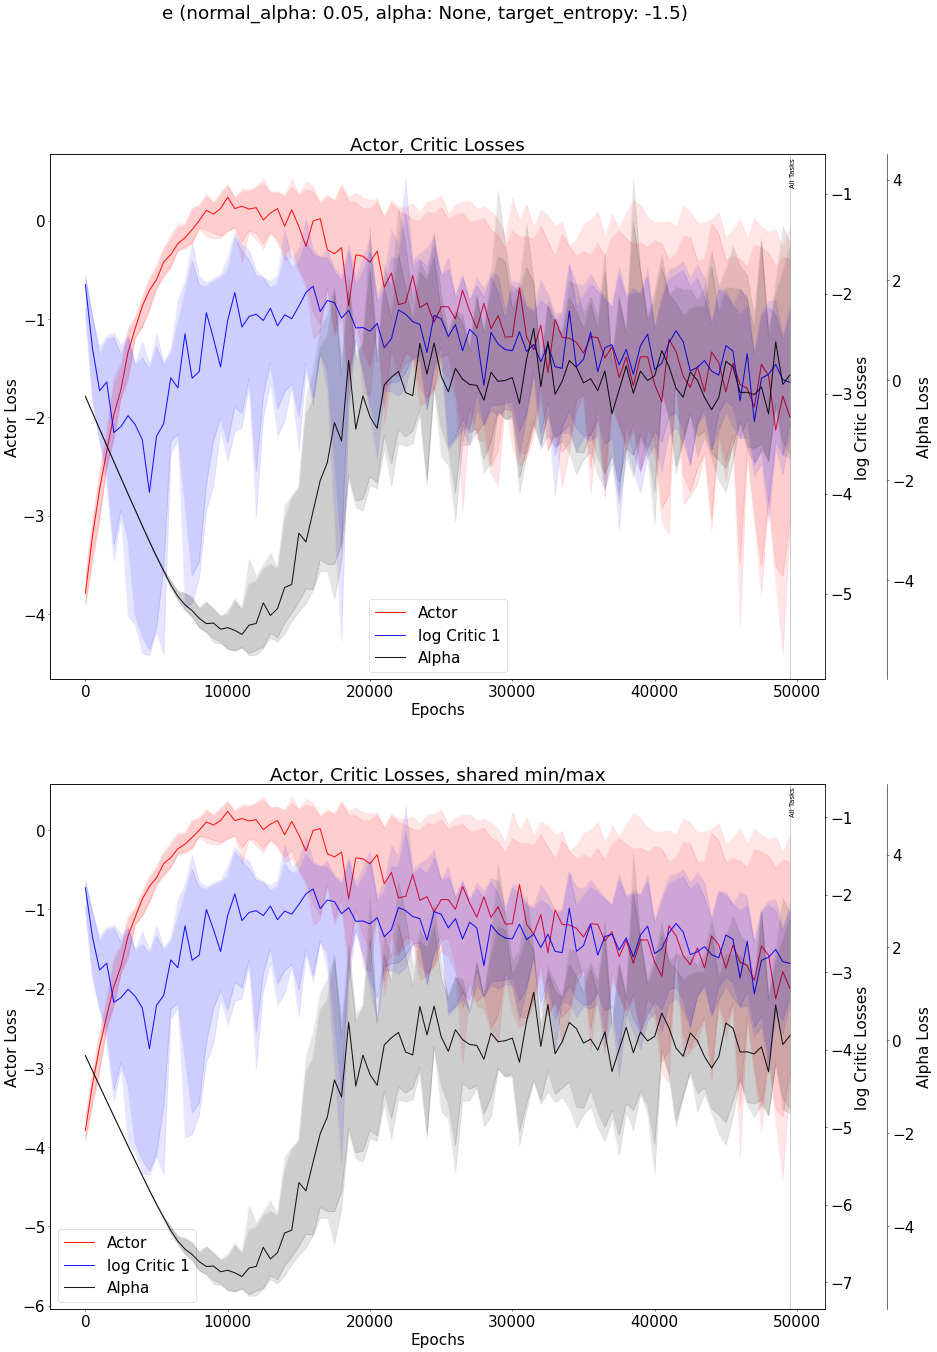 e (normal_alpha: 0.05, alpha: None, target_entropy: -1.5)
Actor, Critic Losses
All Tasks
Actor Loss
0
−1
−2
−3
−4
−1
−2
−3
−4
−5
log Critic Losses
4
2
0
−2
−4
Alpha Loss
Actor
log Critic 1
Alpha
0
10000
20000
30000
40000
50000
Epochs
Actor, Critic Losses, shared min/max
All Tasks
Actor Loss
0
−1
−2
−3
−4
−5
−6
−1
−2
−3
−4
−5
−6
−7
log Critic Losses
4
2
0
−2
−4
Alpha Loss
Actor
log Critic 1
Alpha
0
10000
20000
30000
40000
50000
Epochs